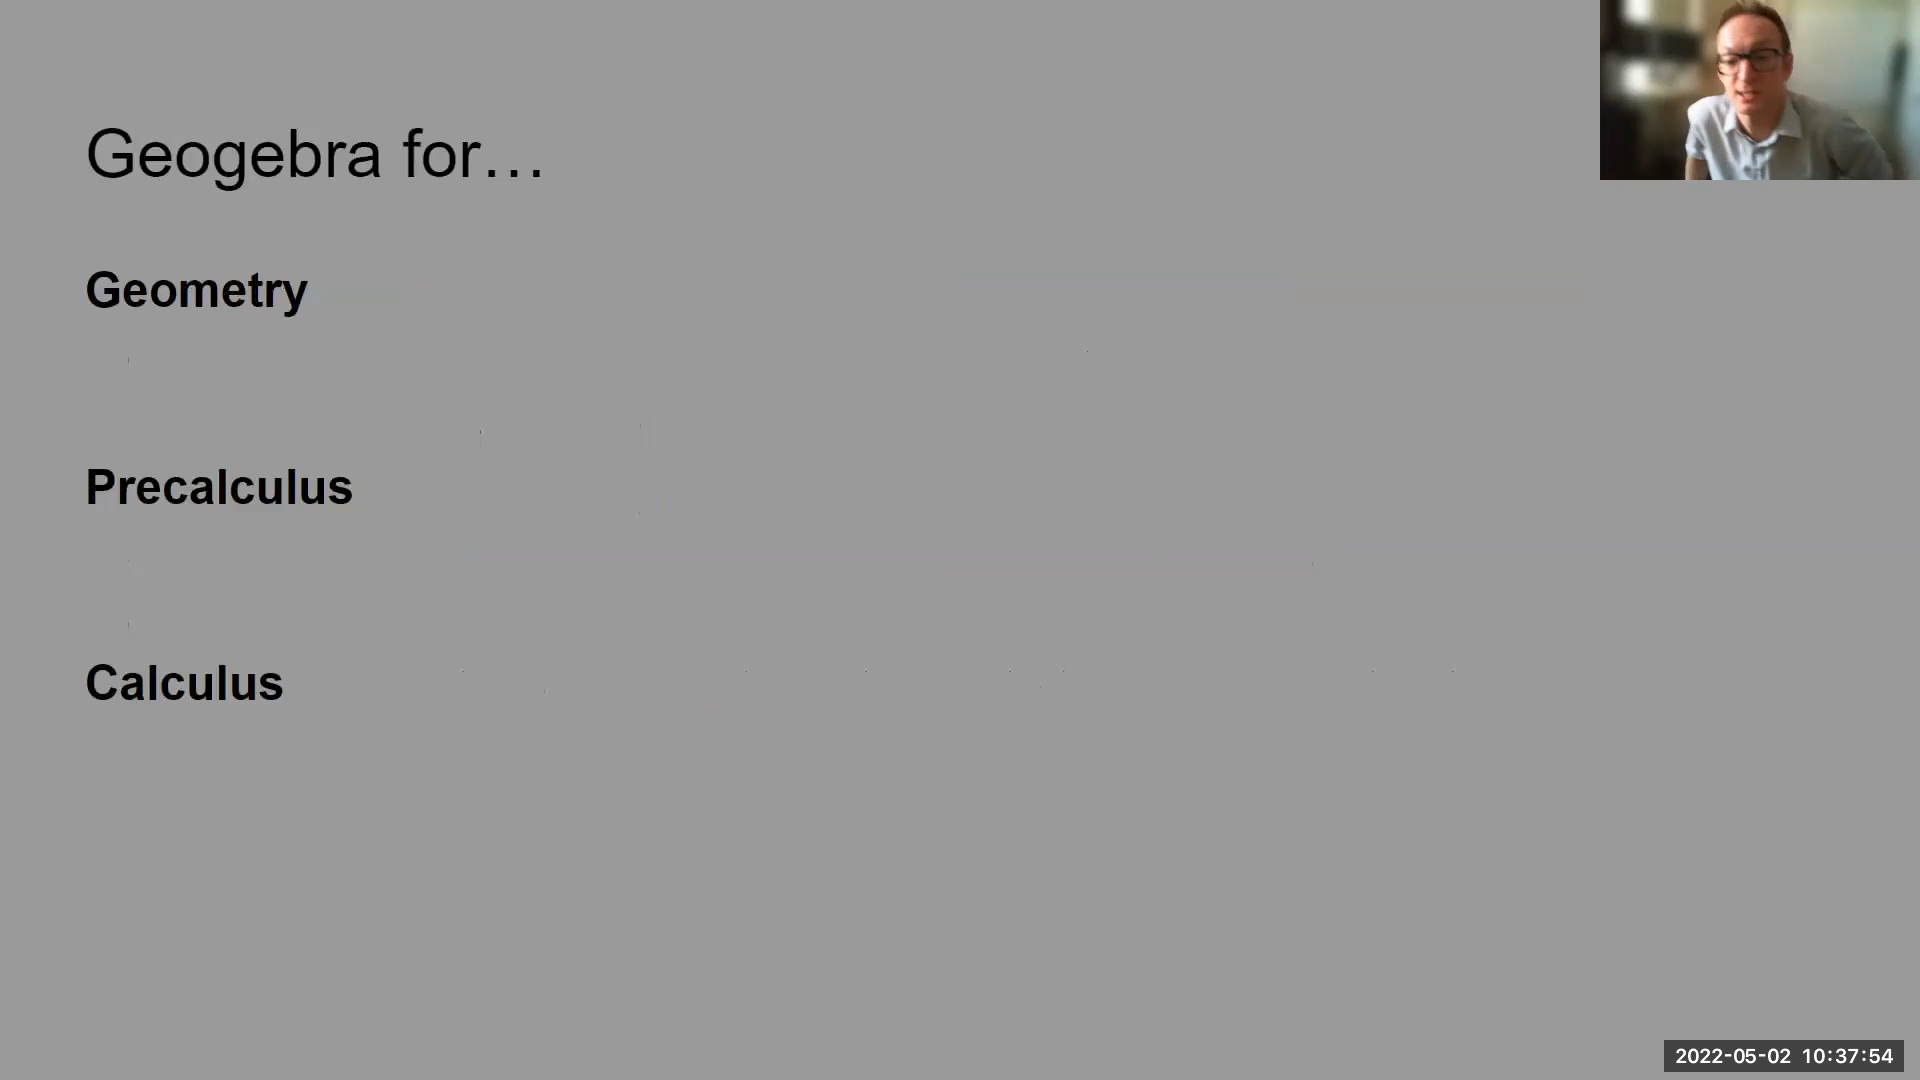 Geogebra for…
Geometry
Precalculus
Calculus
2022-05-02 10:37:54